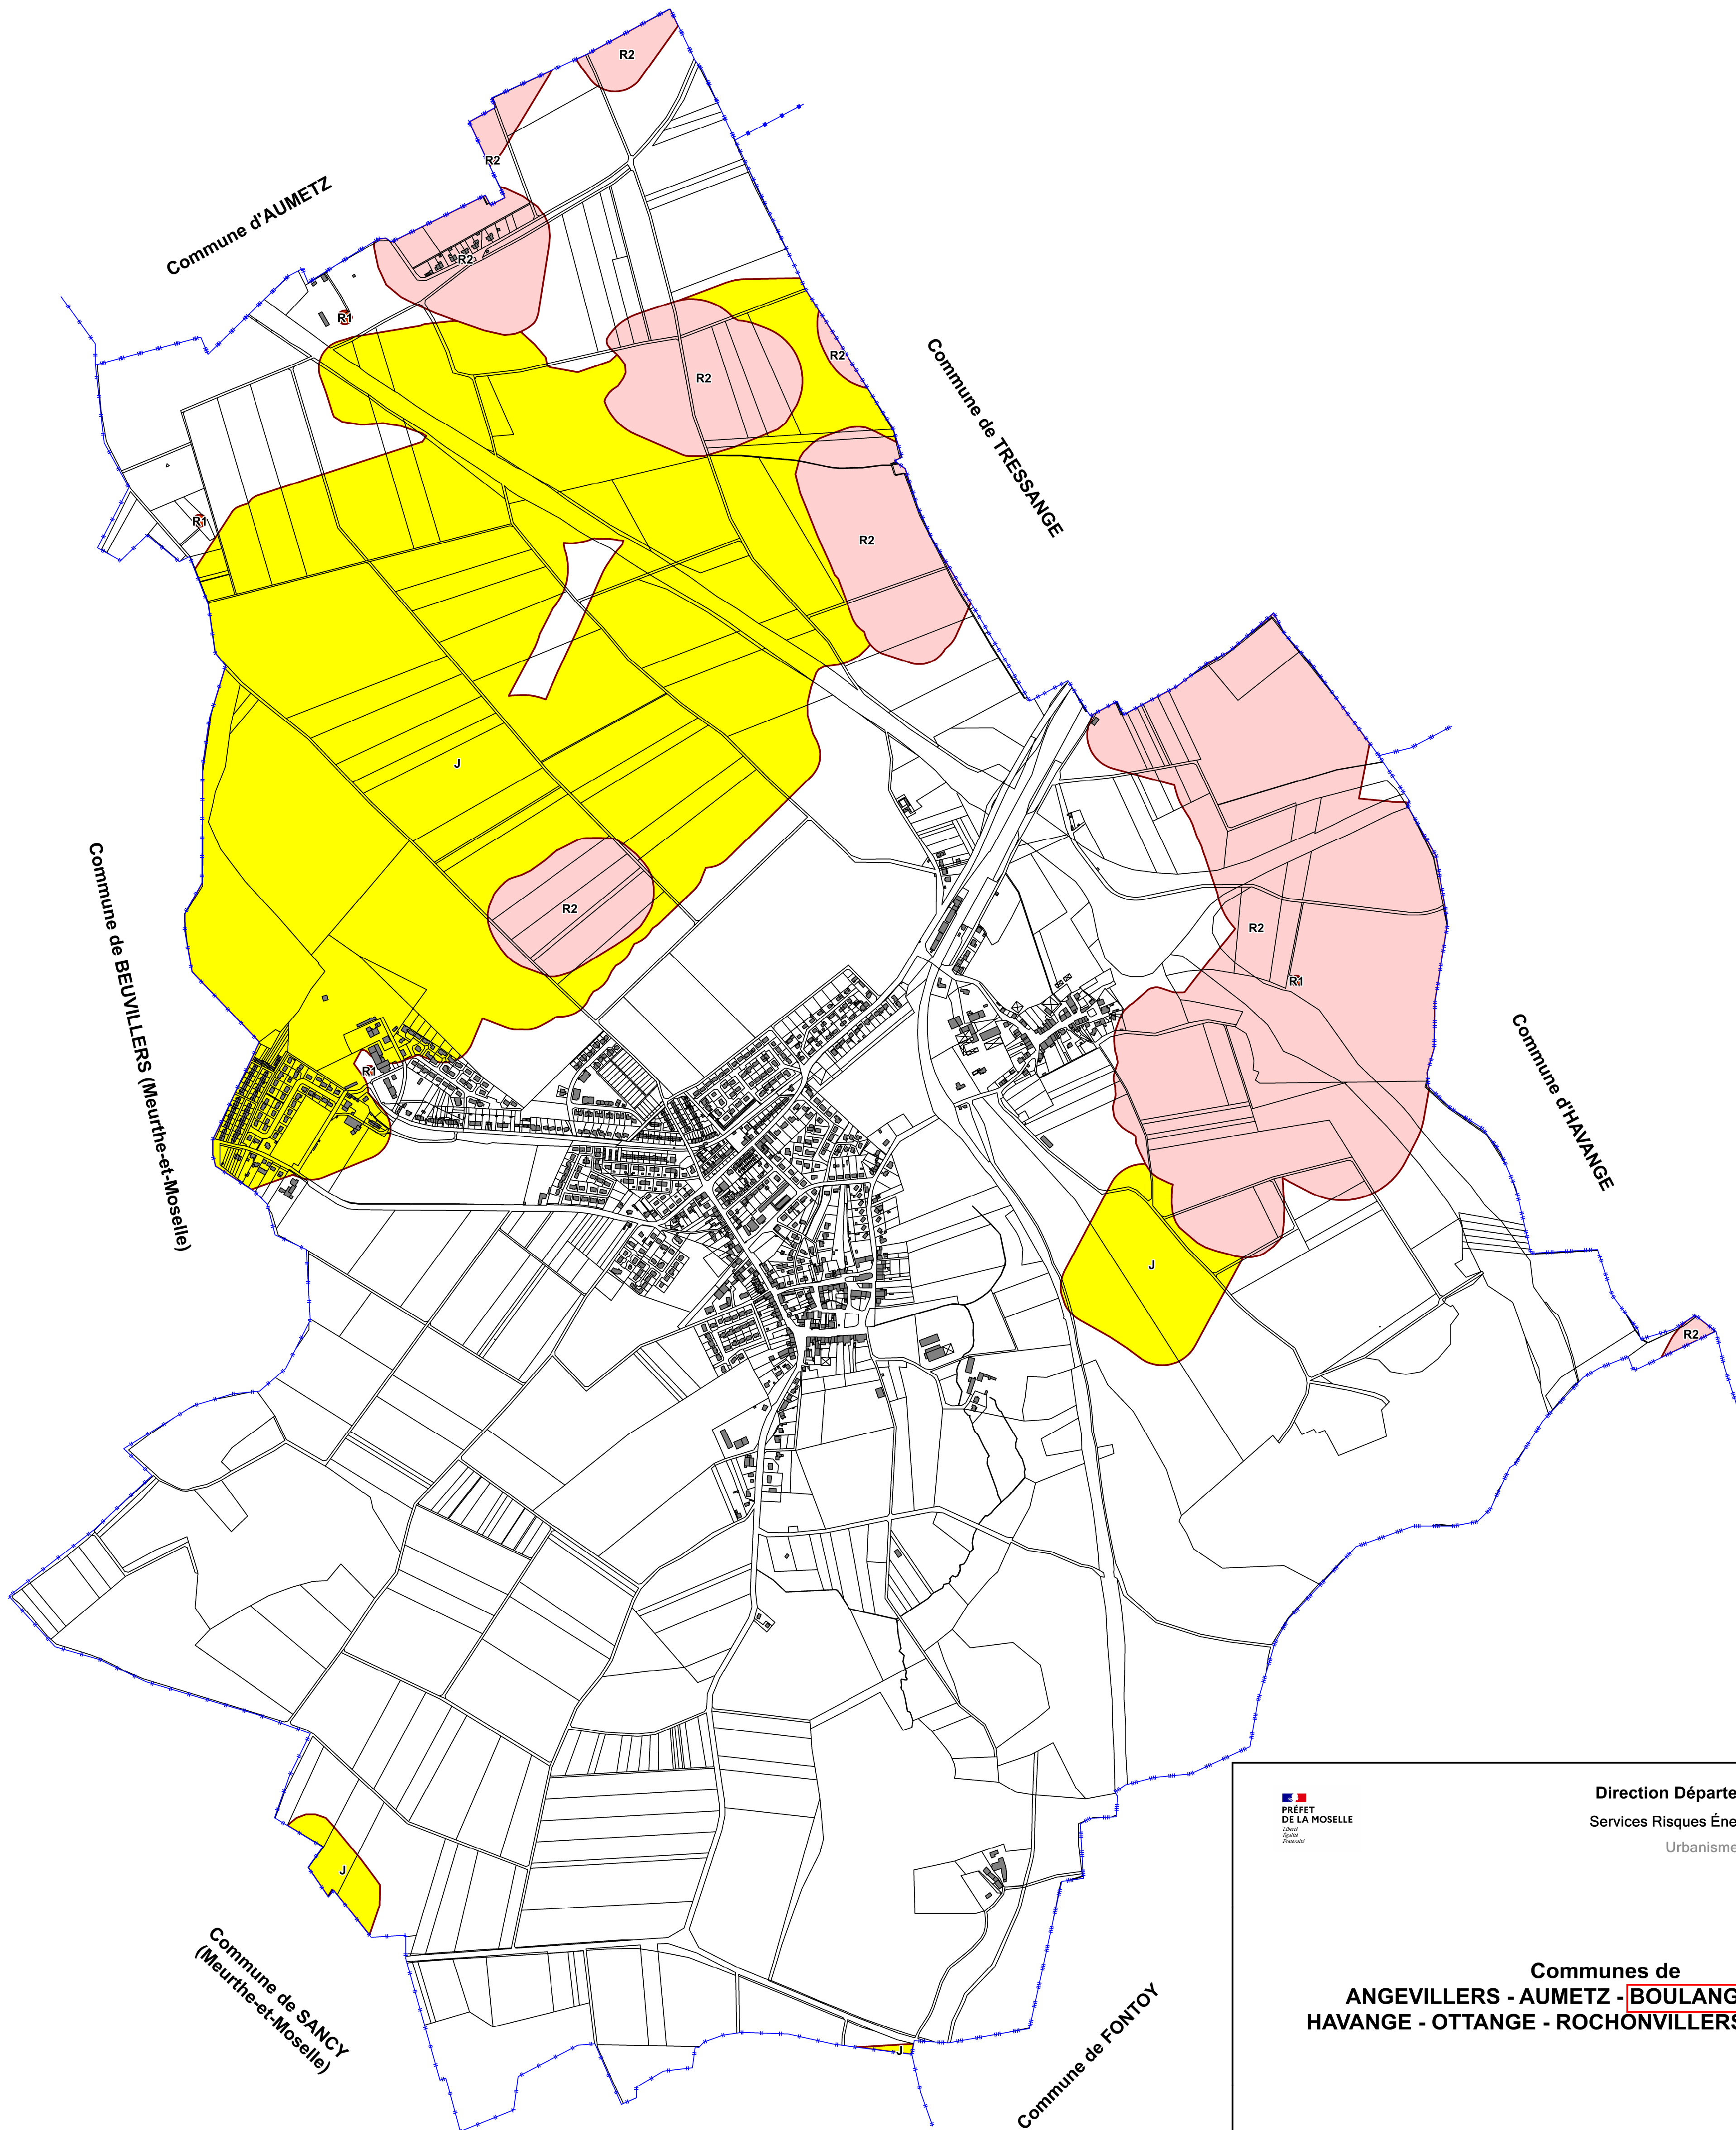 R2
R2
Commune d'AUMETZ
R2
R1
R2
R2
Commune de TRESSANGE
R1
R2
J
Commune de BEUVILLERS (Meurthe-et-Moselle)
R2
R2
R1
Commune d'HAVANGE
R1
J
R2
PRÉFET
DE LA MOSELLE
Liberté
Égalité
Fraternité
Direction Départe
Services Risques Éne
Urbanisme
J
Commune de SANCY
(Meurthe-et-Moselle)
Communes de
ANGEVILLERS - AUMETZ - BOULANG
HAVANGE - OTTANGE - ROCHONVILLERS
J
Commune de FONTOY